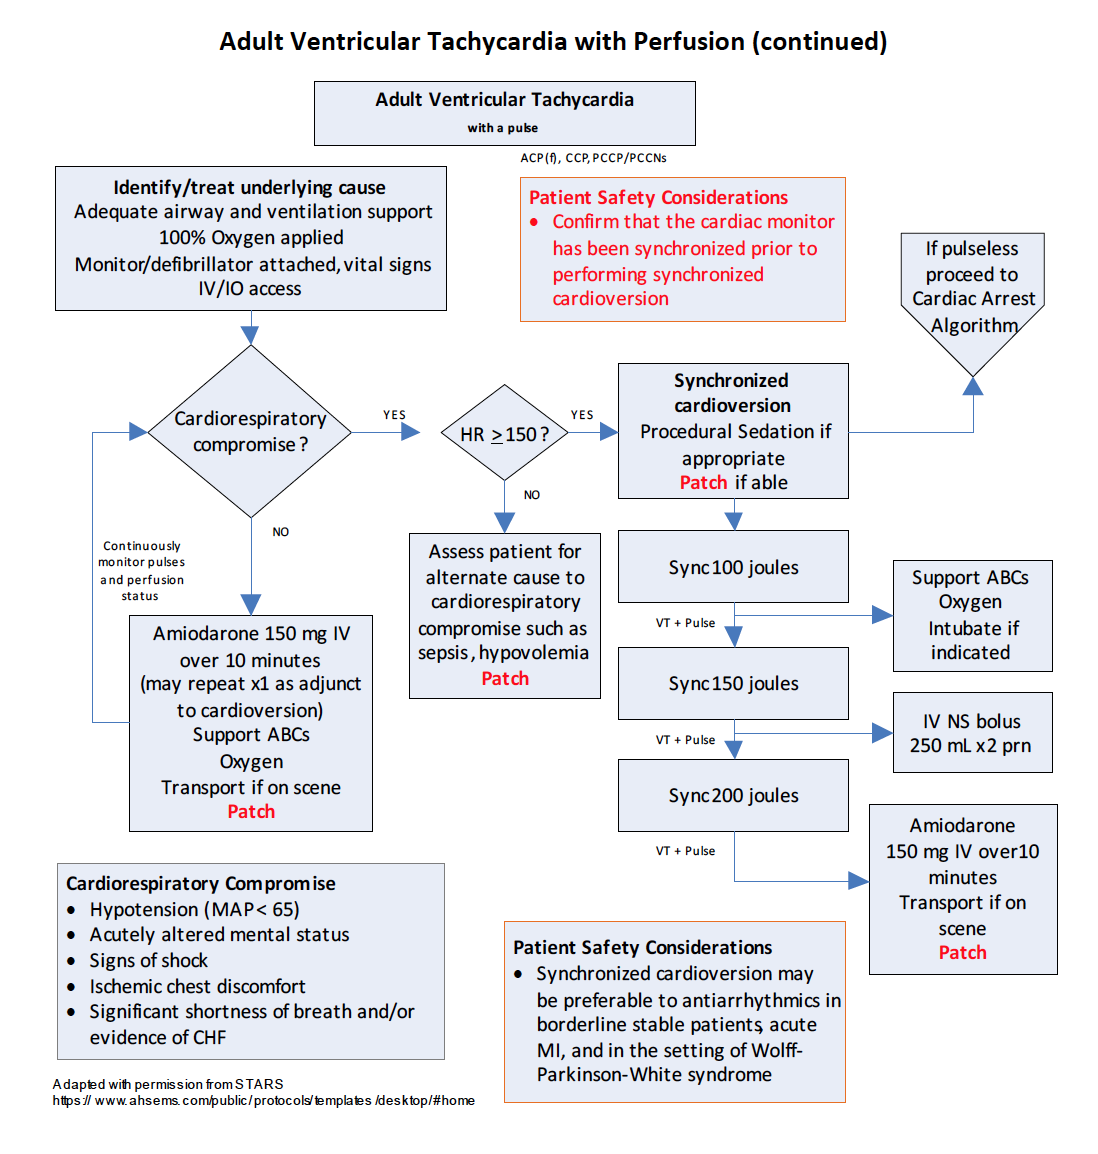 Adult Ventricular Tachycardia with Perfusion (continued)
Adult Ventricular Tachycardia
with a pulse
ACP(f), CCP, PCCP/PCCNs
Identify/treat underlying cause
Adequate airway and ventilation support
100% Oxygen applied
Monitor/defibrillator attached, vital signs
IV/IO access
Patient Safety Considerations
• Confirm that the cardiac monitor
has been synchronized prior to
performing synchronized
cardioversion
If pulseless
proceed to
Cardiac Arrest
Algorithm
Cardiorespiratory
compromise?
YES
HR ≥150?
YES
Synchronized
cardioversion
Procedural Sedation if
appropriate
Patch if able
NO
NO
Continuously
monitor pulses
and perfusion
status
Assess patient for
alternate cause to
cardiorespiratory
compromise such as
sepsis, hypovolemia
Patch
Sync100 joules
VT + Pulse
Support ABCs
Oxygen
Intubate if
indicated
Amiodarone 150 mg IV
over 10 minutes
(may repeat x1 as adjunct
to cardioversion)
Support ABCs
Oxygen
Transport if on scene
Patch
Sync150 joules
VT + Pulse
IV NS bolus
250 mL x2 prn
Sync200 joules
VT + Pulse
Amiodarone
150 mg IV over10
minutes
Transport if on
scene
Patch
Cardiorespiratory Compromise
• Hypotension (MAP< 65)
• Acutely altered mental status
• Signs of shock
• Ischemic chest discomfort
• Significant shortness of breath and/or
evidence of CHF
Patient Safety Considerations
• Synchronized cardioversion may
be preferable to antiarrhythmics in
borderline stable patients, acute
MI, and in the setting of Wolff-
Parkinson-White syndrome
Adapted with permission from STARS
https://www.ahsems.com/public/protocols/templates/desktop/#home